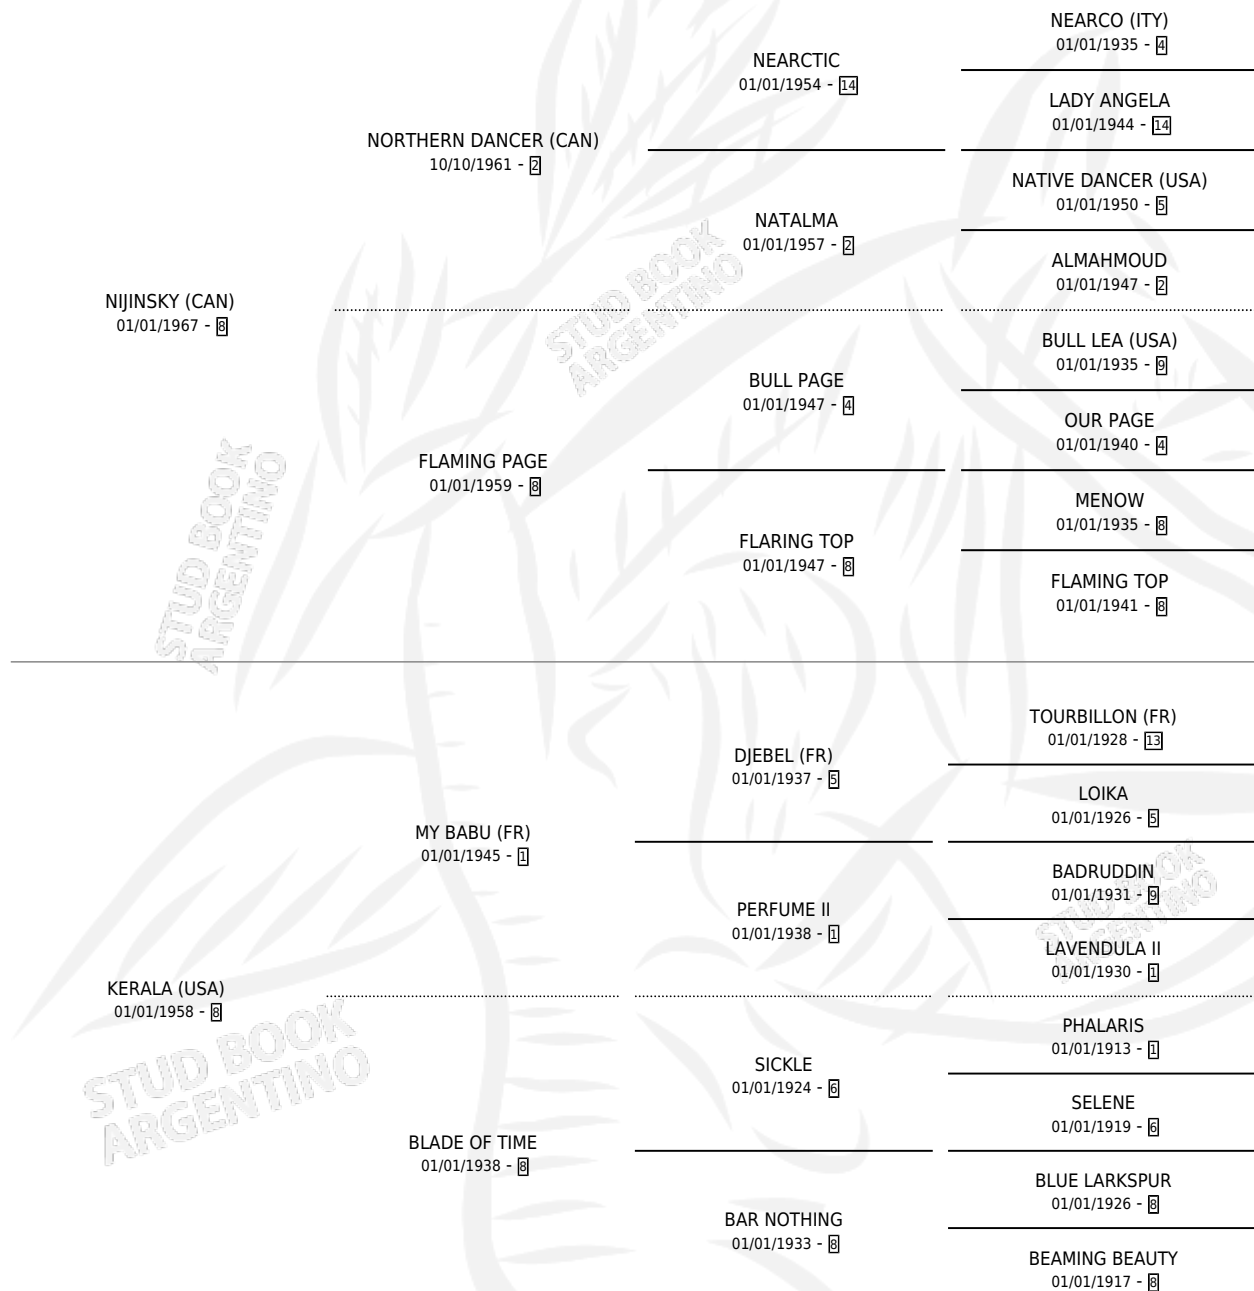 NIJINSKY (CAN)
01/01/1967 - 8
NORTHERN DANCER (CAN)
10/10/1961 - 2
NEARCTIC
01/01/1954 - 14
NEARCO (ITY)
01/01/1935 - 4
LADY ANGELA
01/01/1944 - 14
NATALMA
01/01/1957 - 2
NATIVE DANCER (USA)
01/01/1950 - 5
ALMAHMOUD
01/01/1947 - 2
FLAMING PAGE
01/01/1959 - 8
BULL PAGE
01/01/1947 - 4
BULL LEA (USA)
01/01/1935 - 9
OUR PAGE
01/01/1940 - 4
FLARING TOP
01/01/1947 - 8
MENOW
01/01/1935 - 8
FLAMING TOP
01/01/1941 - 8
KERALA (USA)
01/01/1958 - 8
MY BABU (FR)
01/01/1945 - 1
DJEBEL (FR)
01/01/1937 - 5
TOURBILLON (FR)
01/01/1928 - 13
LOIKA
01/01/1926 - 5
PERFUME II
01/01/1938 - 1
BADRUDDIN
01/01/1931 - 9
LAVENDULA II
01/01/1930 - 1
BLADE OF TIME
01/01/1938 - 8
SICKLE
01/01/1924 - 6
PHALARIS
01/01/1913 - 1
SELENE
01/01/1919 - 6
BAR NOTHING
01/01/1933 - 8
BLUE LARKSPUR
01/01/1926 - 8
BEAMING BEAUTY
01/01/1917 - 8
STUD BOOK
ARGENTINO
STUD BOOK
ARGENTINO
STUD BOOK
ARGENTINO
STUD BOOK
ARGENTINO